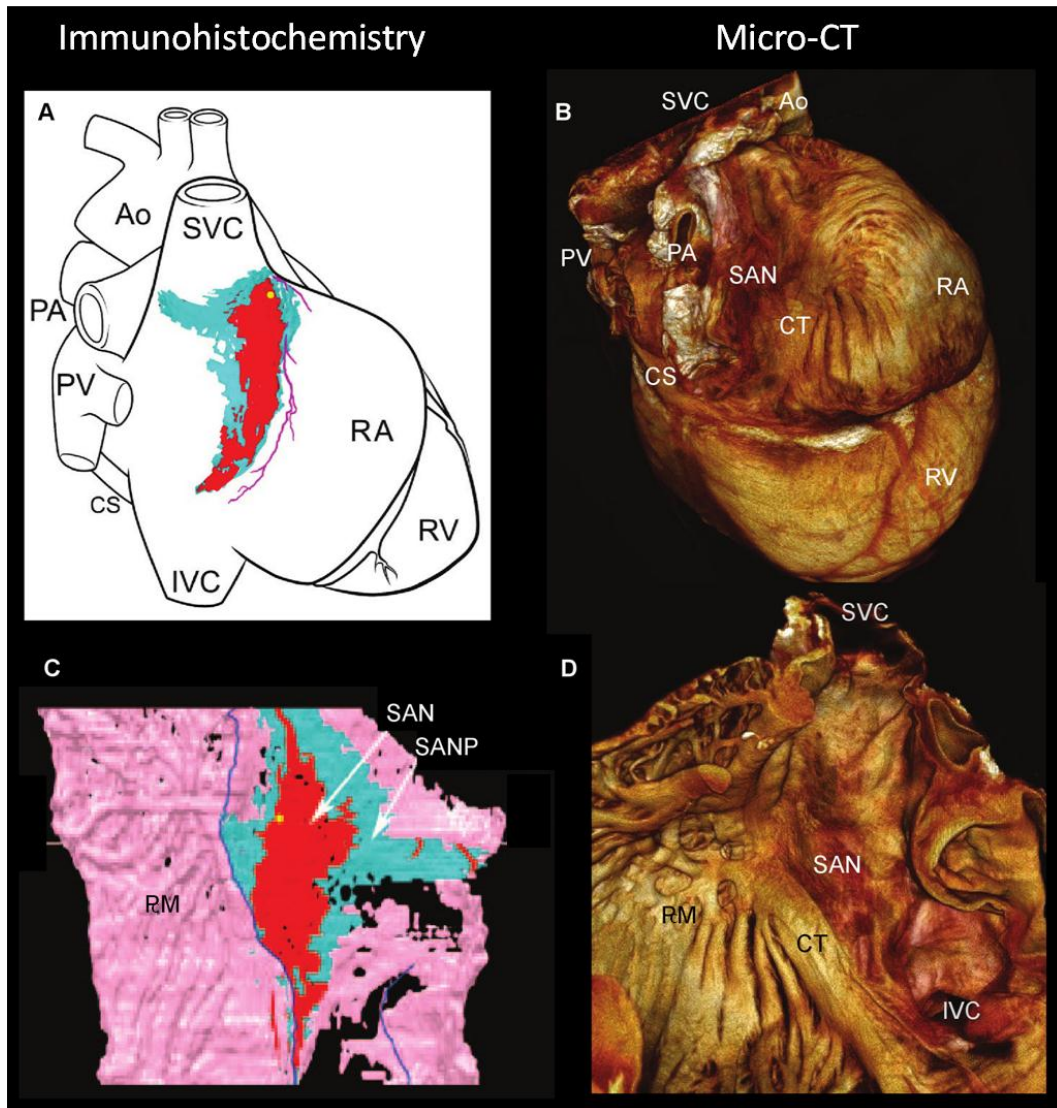 Immunohistochemistry
Micro-CT
A
Ao
SVC
PA
PV
CS
RA
RV
IVC
B
SVC
Ao
PV
PA
SAN
RA
CT
CS
RV
C
SAN
SANP
RM
D
SVC
SAN
RM
CT
IVC